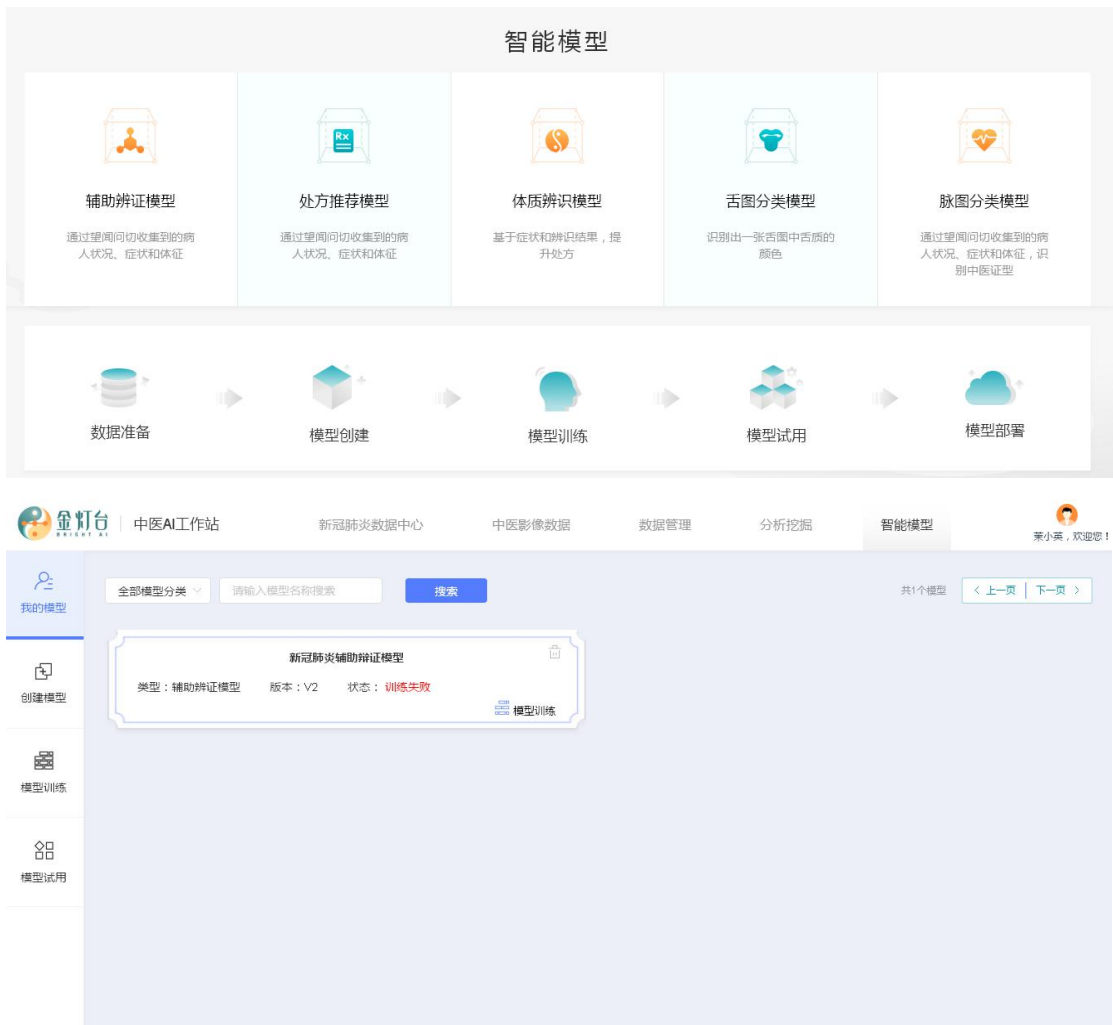 智能模型
辅助辨证模型
通过望闻问切收集到的病
人状况、症状和体征
处方推荐模型
通过望闻问切收集到的病
人状况、症状和体征
体质辨识模型
基于症状和辨识结果，提
升处方
舌图分类模型
识别出一张舌图中舌质的
颜色
脉图分类模型
通过望闻问切收集到的病
人状况、症状和体征，识
别中医证型
数据准备
模型创建
模型训练
模型试用
模型部署
金灯台
BRIGHT AI
中医AI工作站
新冠肺炎数据中心
中医影像数据
数据管理
分析挖掘
智能模型
小英，欢迎您！
我的模型
创建模型
模型训练
模型试用
全部模型分类
请输入模型名称搜索
搜索
共1个模型
< 上一页 | 下一页 >
新冠肺炎辅助辩证模型
类型：辅助辨证模型 版本：V2 状态：训练失败
模型训练